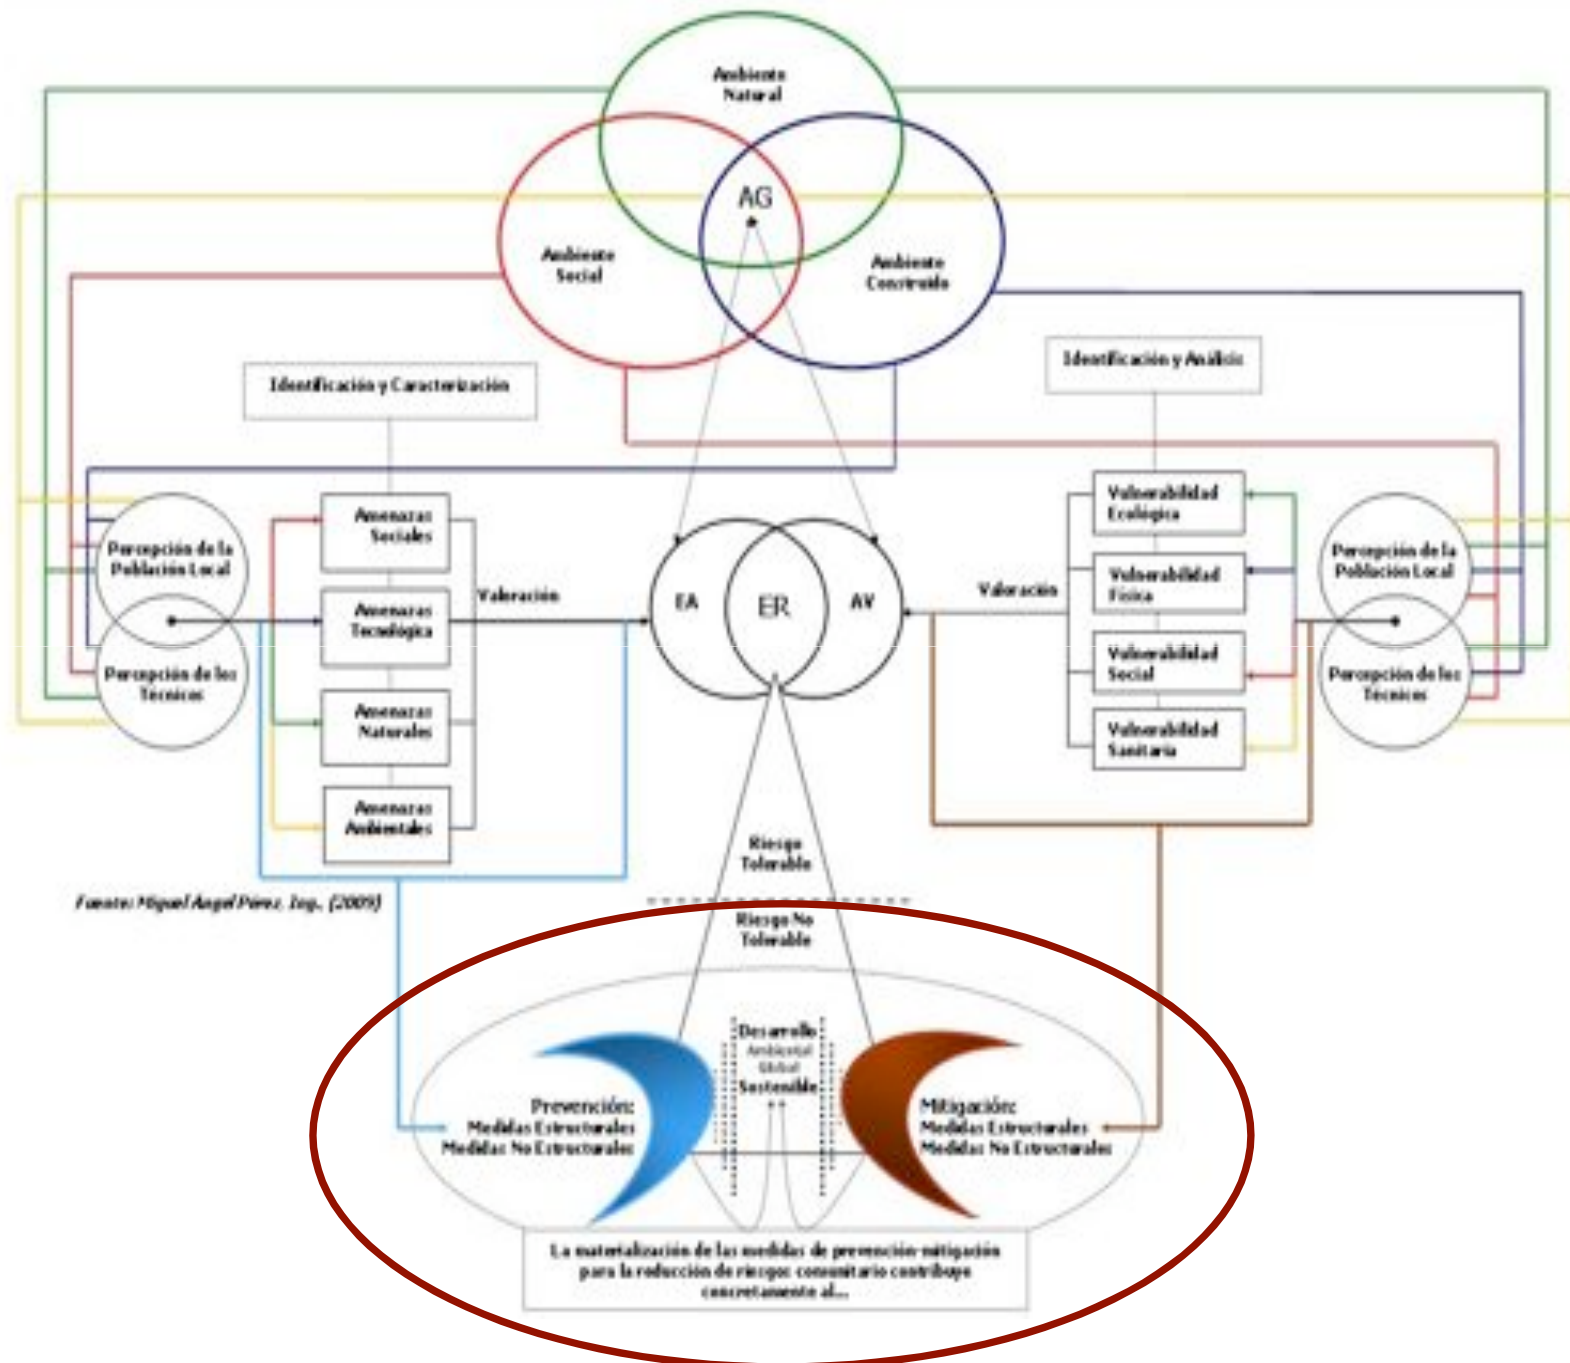 Ambiente
Natural
AG
Ambiente
Social
Ambiente
Construido
Identificación y Caracterización
Identificación y Análisis
Percepción de la
Población Local
Percepción de los
Técnicos
Amenazas
Sociales
Amenazas
Tecnológica
Amenazas
Naturales
Amenazas
Ambientales
Valoración
EA
ER
AV
Valoración
Vulnerabilidad
Ecológica
Vulnerabilidad
Física
Vulnerabilidad
Social
Vulnerabilidad
Sanitaria
Percepción de la
Población Local
Percepción de los
Técnicos
Riesgo
Tolerable
Fuente: Miguel Ángel Pérez, Ing., (2009)
Riesgo No
Tolerable
Desarrollo
Ambiental
Global
Sostenible
Prevención:
Medidas Estructurales
Medidas No Estructurales
Mitigación:
Medidas Estructurales
Medidas No Estructurales
La materialización de las medidas de prevención-mitigación
para la reducción de riesgos comunitario contribuye
concretamente al...